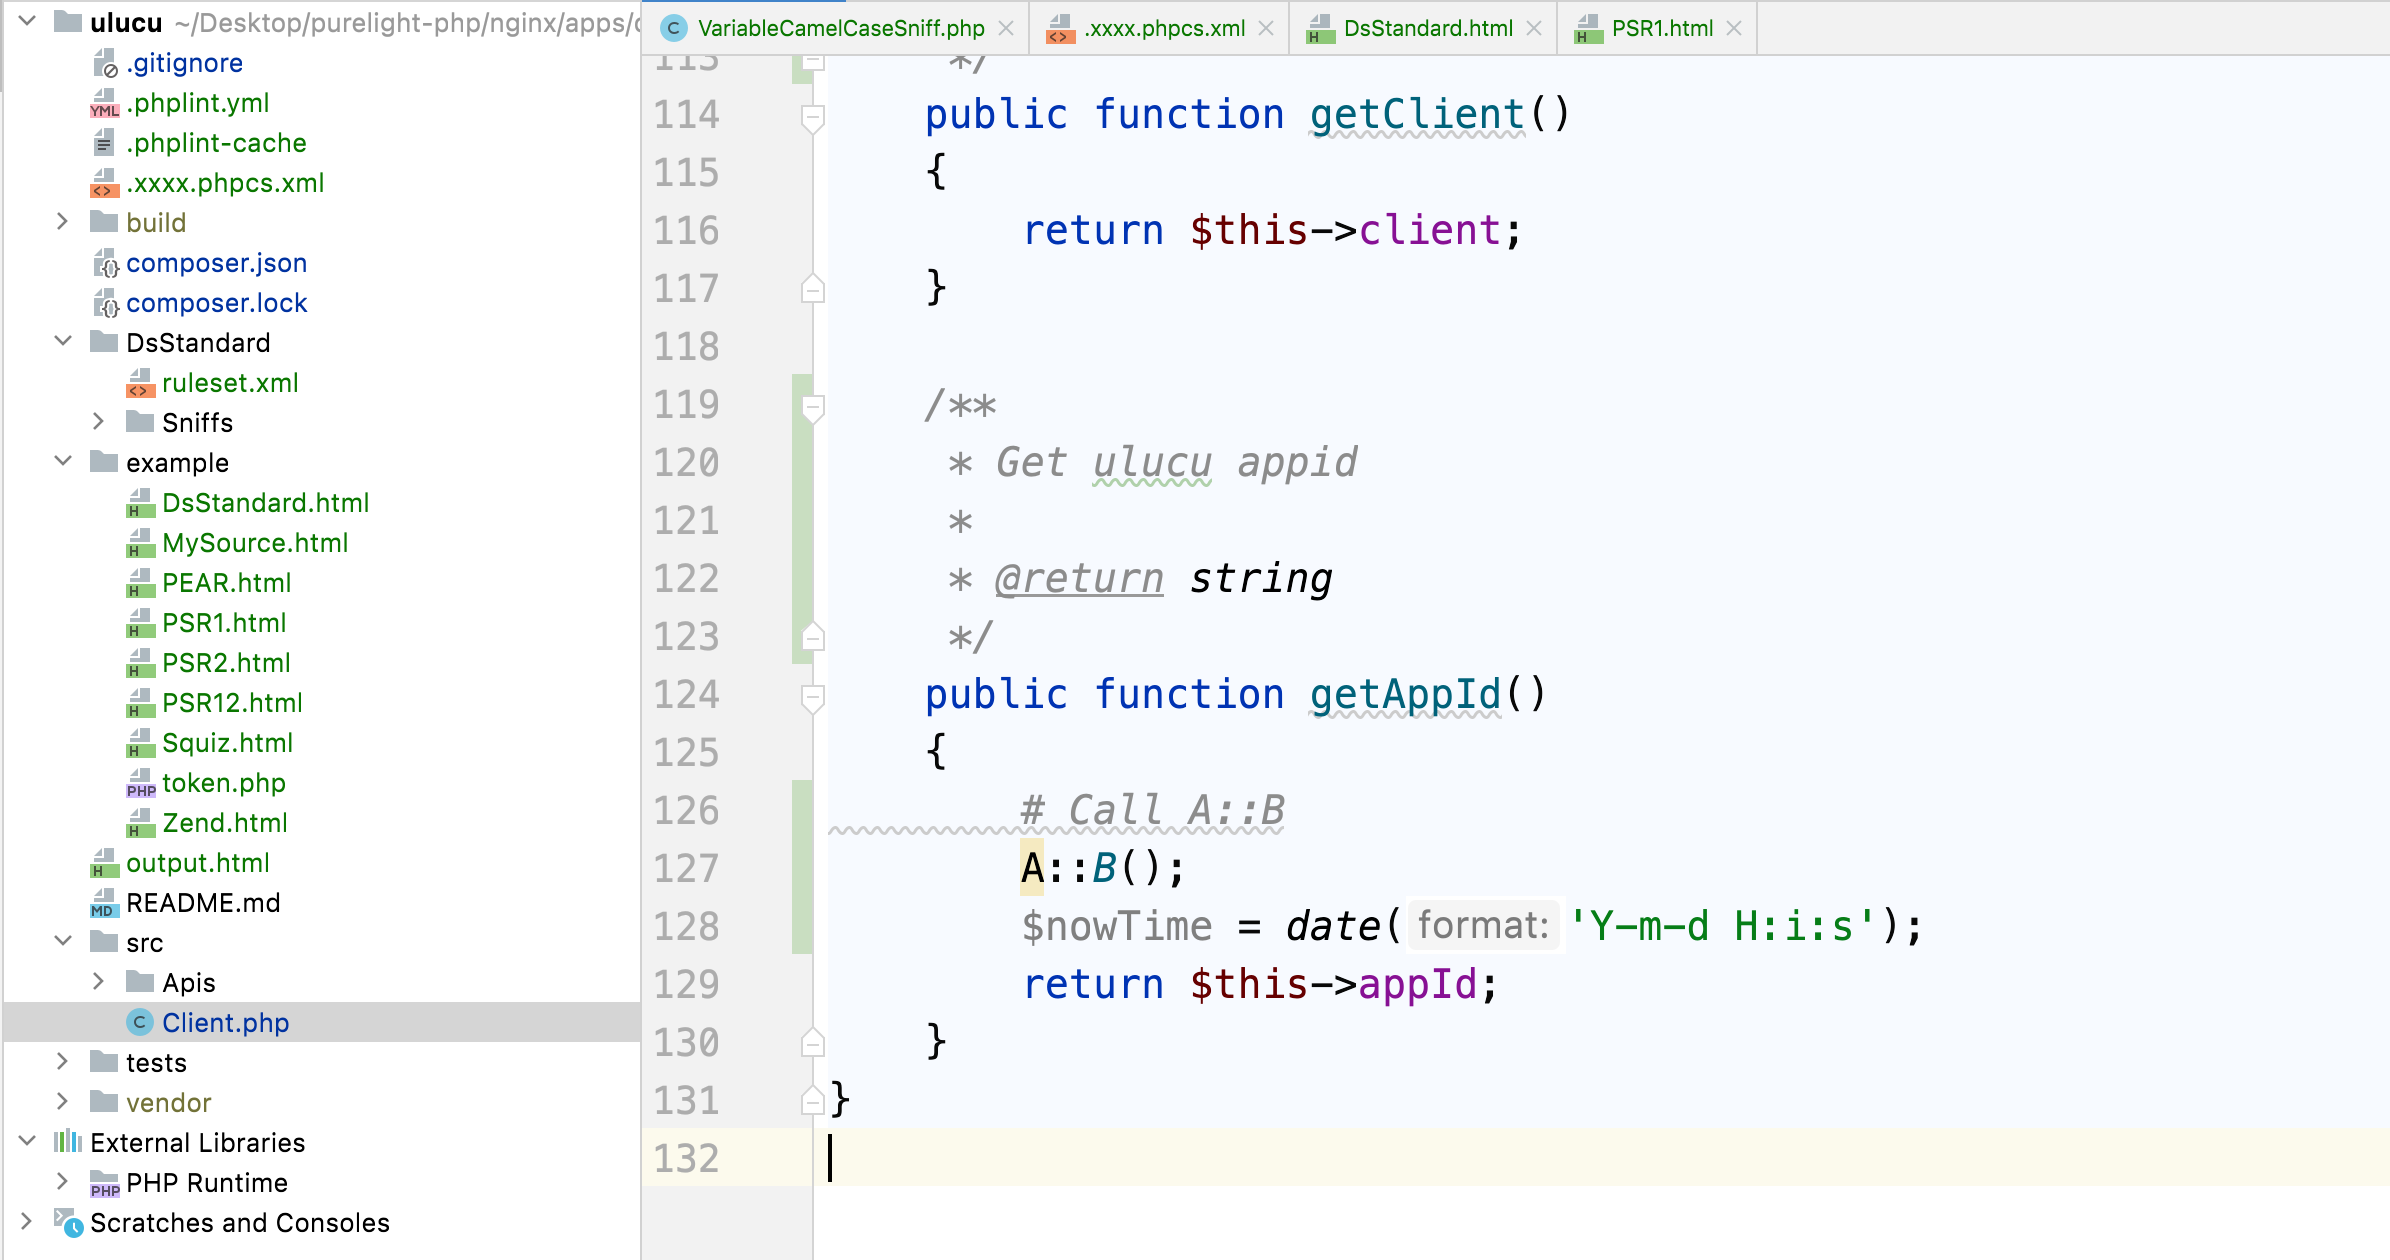 ulucu ~/Desktop/purelight-php/nginx/apps/
.gitignore
YML .phplint.yml
.phplint-cache
.xxxx.phpcs.xml
build
composer.json
composer.lock
DsStandard
ruleset.xml
Sniffs
example
H DsStandard.html
H MySource.html
H PEAR.html
H PSR1.html
H PSR2.html
H PSR12.html
H Squiz.html
PHP token.php
H Zend.html
H output.html
MD README.md
src
Apis
C Client.php
tests
vendor
External Libraries
PHP PHP Runtime
Scratches and Consoles
C VariableCamelCaseSniff.php
.xxxx.phpcs.xml
H DsStandard.html
H PSR1.html
113 */
114 public function getClient()
115 {
116 return $this->client;
117 }
118
119 /**
120 * Get ulucu appid
121 *
122 * @return string
123 */
124 public function getAppId()
125 {
126 # Call A::B
127 A::B();
128 $nowTime = date( format: 'Y-m-d H:i:s');
129 return $this->appId;
130 }
131 }
132